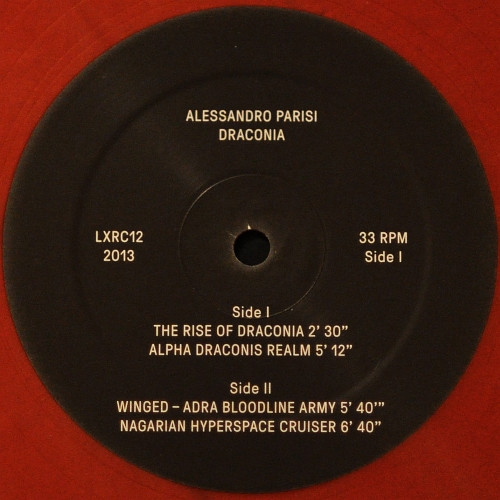 ALESSANDRO PARISI
DRACONIA
LXRC12
2013
33 RPM
Side I
Side I
THE RISE OF DRACONIA 2’ 30”
ALPHA DRACONIS REALM 5’ 12”
Side II
WINGED – ADRA BLOODLINE ARMY 5’ 40’”
NAGARIAN HYPERSPACE CRUISER 6’ 40”